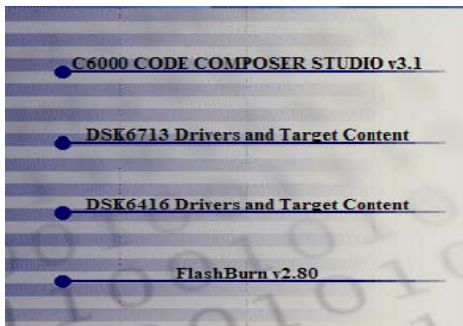 C6000 CODE COMPOSER STUDIO v3.1
DSK6713 Drivers and Target Content
DSK6416 Drivers and Target Content
FlashBurn v2.80